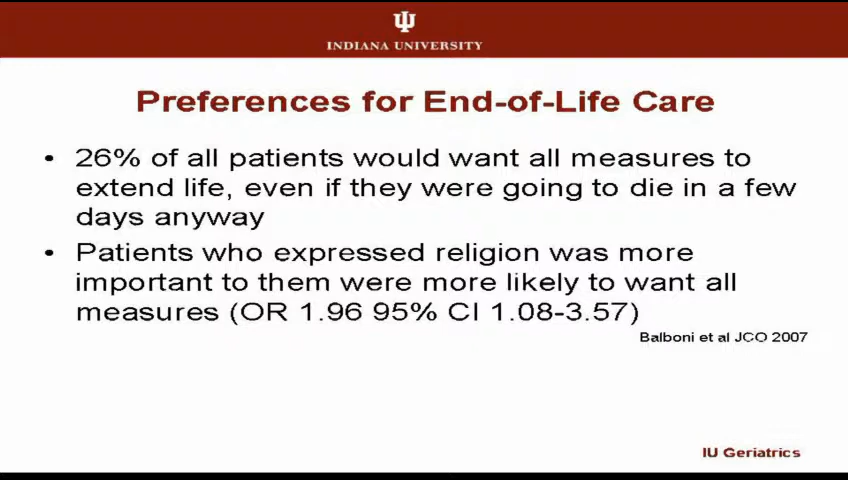 INDIANA UNIVERSITY
Preferences for End-of-Life Care
• 26% of all patients would want all measures to
extend life, even if they were going to die in a few
days anyway
• Patients who expressed religion was more
important to them were more likely to want all
measures (OR 1.96 95% CI 1.08-3.57)
Balboni et al JCO 2007
IU Geriatrics